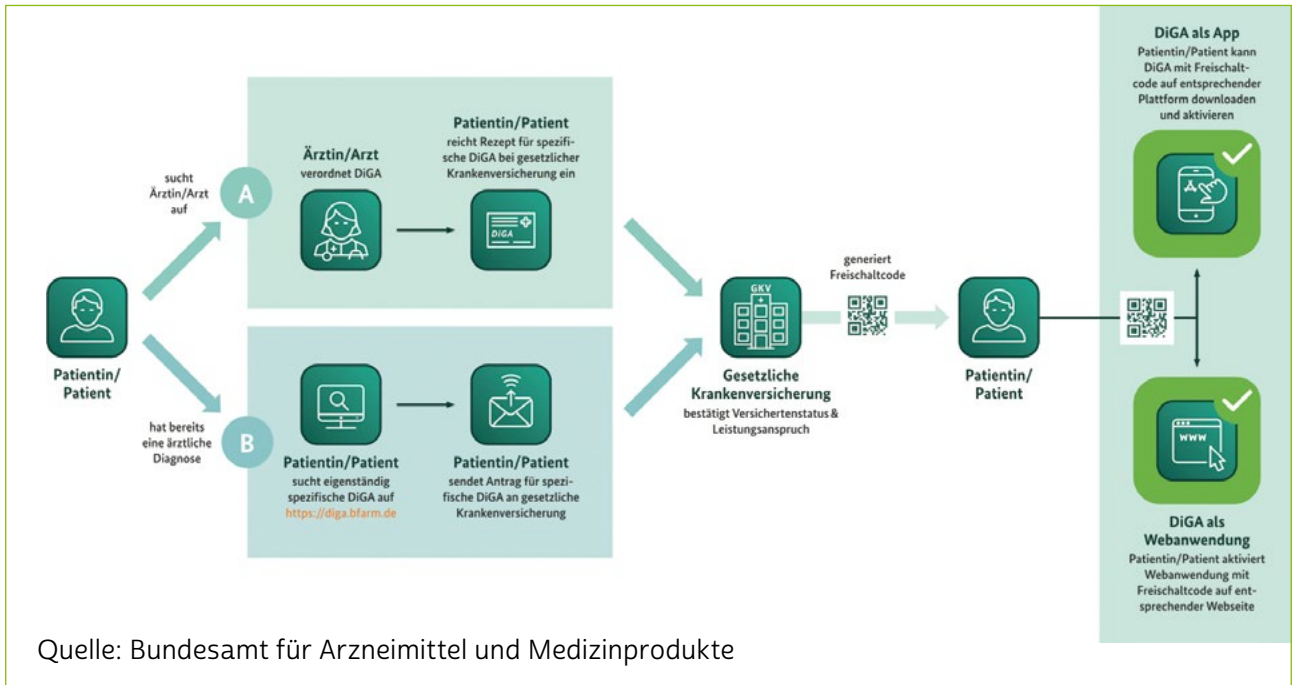 Patientin/
Patient
sucht
Ärztin/Arzt
auf
A
Ärztin/Arzt
verordnet DiGA
Patientin/Patient
reicht Rezept für spezifi-
sche DiGA bei gesetzlicher
Krankenversicherung ein
DiGA
hat bereits
eine ärztliche
Diagnose
B
Patientin/Patient
sucht eigenständig
spezifische DiGA auf
https://diga.bfarm.de
Patientin/Patient
sendet Antrag für spezi-
fische DiGA an gesetzliche
Krankenversicherung
GKV
Gesetzliche
Krankenversicherung
bestätigt Versichertenstatus &
Leistungsanspruch
generiert
Freischaltcode
Patientin/
Patient
DiGA als App
Patientin/Patient kann
DiGA mit Freischalt-
code auf entsprechender
Plattform downloaden
und aktivieren
WWW
DiGA als
Webanwendung
Patientin/Patient aktiviert
Webanwendung mit
Freischaltcode auf ent-
sprechender Webseite
Quelle: Bundesamt für Arzneimittel und Medizinprodukte